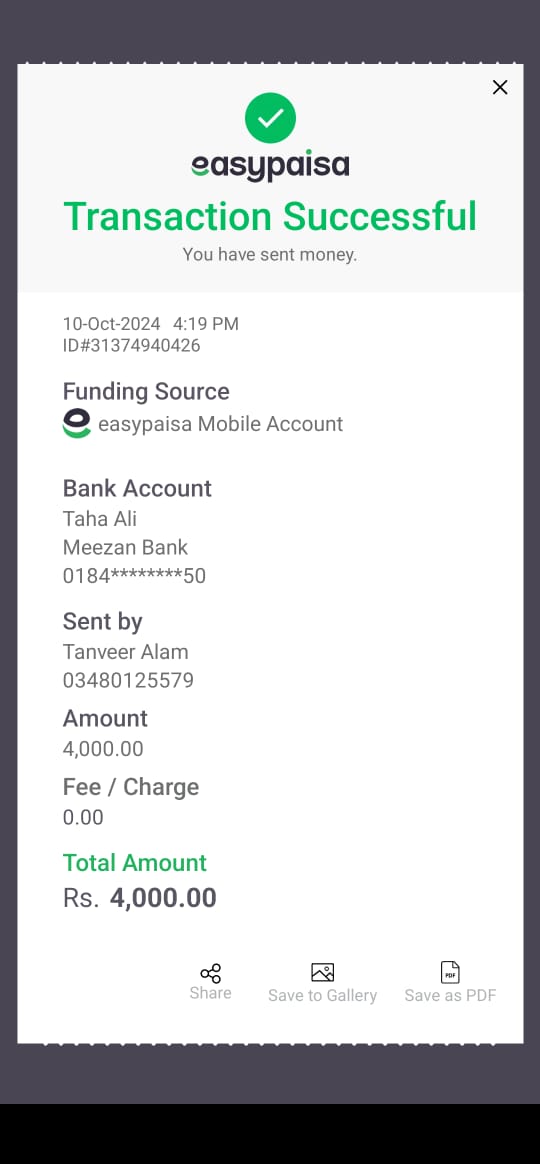 easypaisa
Transaction Successful
You have sent money.
10-Oct-2024 4:19 PM
ID#31374940426
Funding Source
easypaisa Mobile Account
Bank Account
Taha Ali
Meezan Bank
0184********50
Sent by
Tanveer Alam
03480125579
Amount
4,000.00
Fee / Charge
0.00
Total Amount
Rs. 4,000.00
PDF
Share
Save to Gallery
Save as PDF